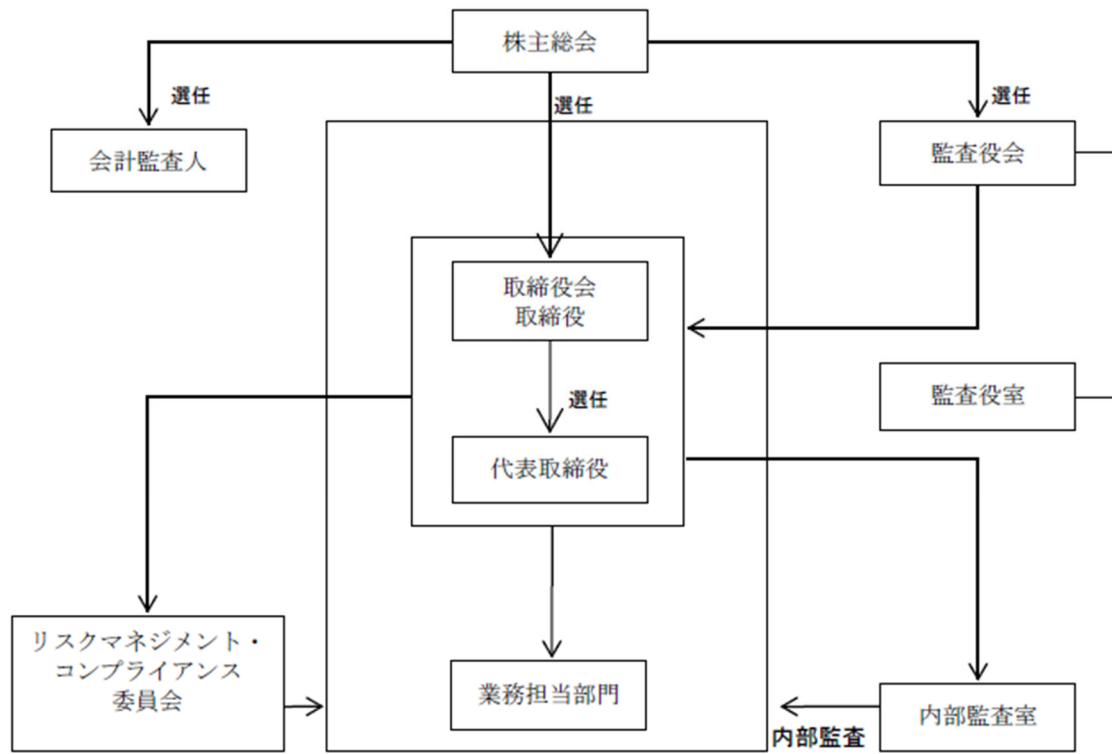 株主総会
選任
選任
選任
会計監査人
監査役会
取締役会
取締役
監査役室
選任
代表取締役
リスクマネジメント・
コンプライアンス
委員会
業務担当部門
内部監査室
内部監査